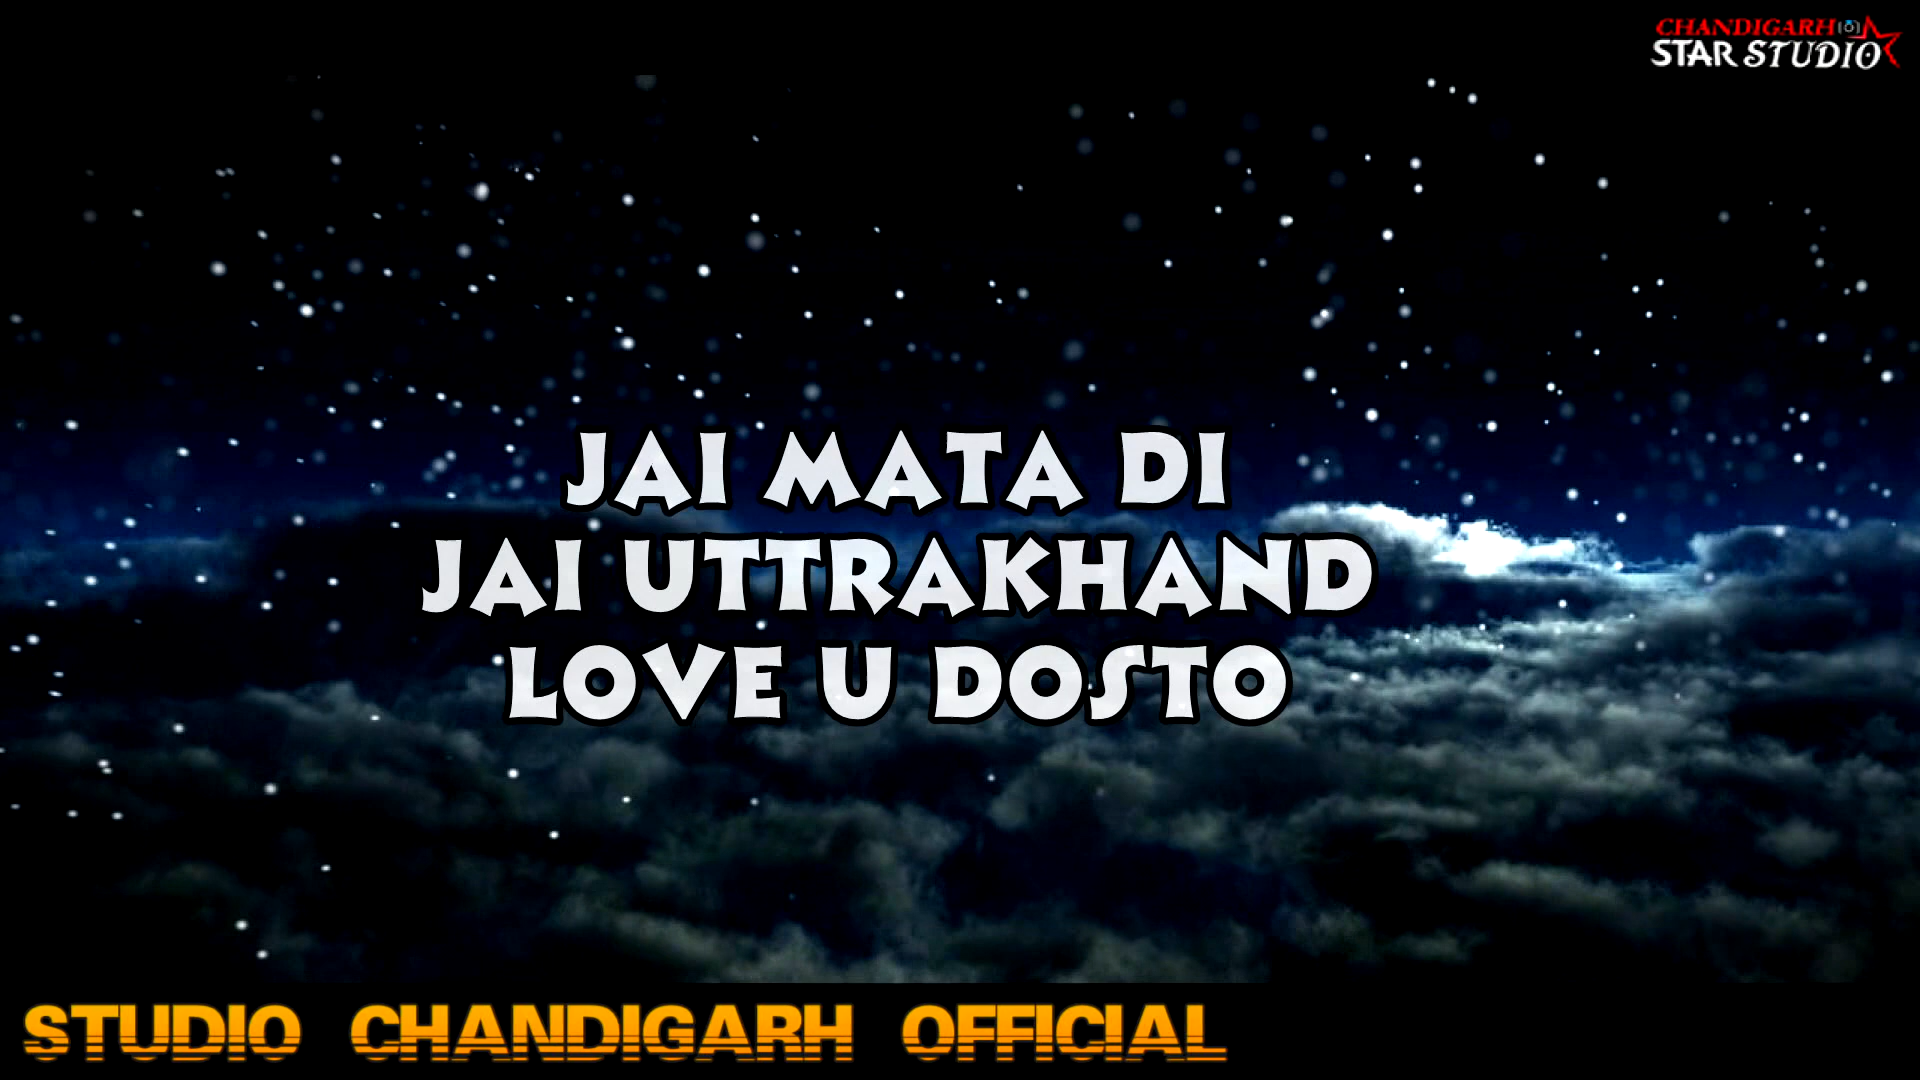 CHANDIGARH
STAR STUDIO
JAI MATA DI
JAI UTTRAKHAND
LOVE U DOSTO
STUDIO CHANDIGARH OFFICIAL